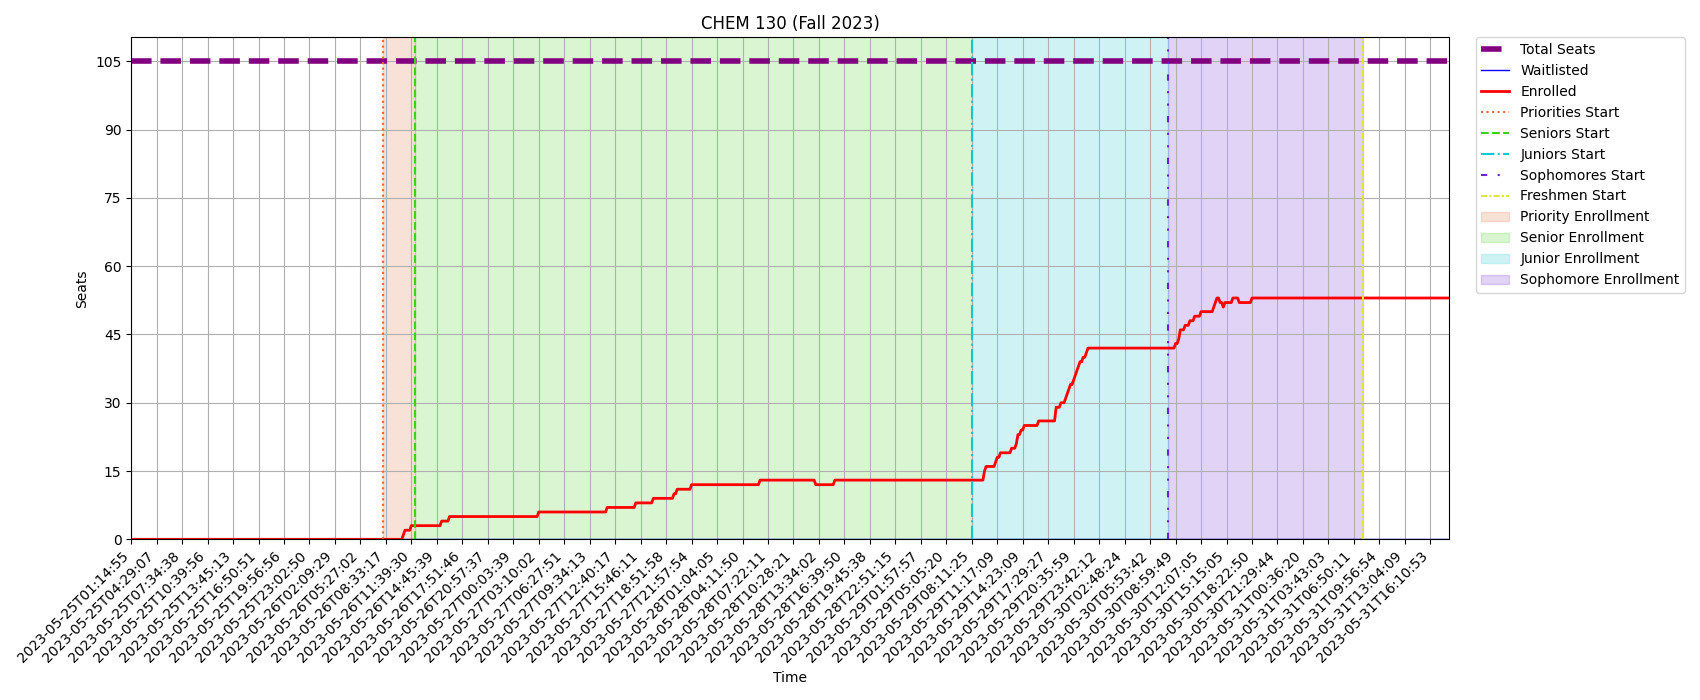 CHEM 130 (Fall 2023)
Seats
105
90
75
60
45
30
15
0
2023-05-25T01:14:55
2023-05-25T04:29:07
2023-05-25T07:34:38
2023-05-25T10:39:56
2023-05-25T13:45:13
2023-05-25T16:50:51
2023-05-25T19:56:56
2023-05-25T23:02:50
2023-05-26T02:09:29
2023-05-26T05:27:02
2023-05-26T08:33:17
2023-05-26T11:39:30
2023-05-26T14:45:39
2023-05-26T17:51:46
2023-05-26T20:57:37
2023-05-27T00:03:39
2023-05-27T03:10:02
2023-05-27T06:27:51
2023-05-27T09:34:13
2023-05-27T12:40:17
2023-05-27T15:46:11
2023-05-27T18:51:58
2023-05-27T21:57:54
2023-05-28T01:04:05
2023-05-28T04:11:50
2023-05-28T07:22:11
2023-05-28T10:28:21
2023-05-28T13:34:02
2023-05-28T16:39:50
2023-05-28T19:45:38
2023-05-28T22:51:15
2023-05-29T01:57:57
2023-05-29T05:05:20
2023-05-29T08:11:25
2023-05-29T11:17:09
2023-05-29T14:23:09
2023-05-29T17:29:27
2023-05-29T20:35:59
2023-05-29T23:42:12
2023-05-30T02:48:24
2023-05-30T05:53:42
2023-05-30T08:59:49
2023-05-30T12:07:05
2023-05-30T15:15:05
2023-05-30T18:22:50
2023-05-30T21:29:44
2023-05-31T00:36:20
2023-05-31T03:43:03
2023-05-31T06:50:11
2023-05-31T09:56:54
2023-05-31T13:04:09
2023-05-31T16:10:53
Time
Total Seats
Waitlisted
Enrolled
Priorities Start
Seniors Start
Juniors Start
Sophomores Start
Freshmen Start
Priority Enrollment
Senior Enrollment
Junior Enrollment
Sophomore Enrollment